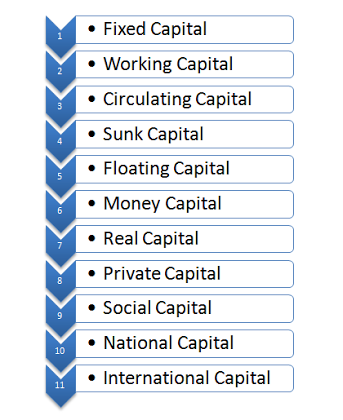 1 • Fixed Capital
2 • Working Capital
3 • Circulating Capital
4 • Sunk Capital
5 • Floating Capital
6 • Money Capital
7 • Real Capital
8 • Private Capital
9 • Social Capital
10 • National Capital
11 • International Capital